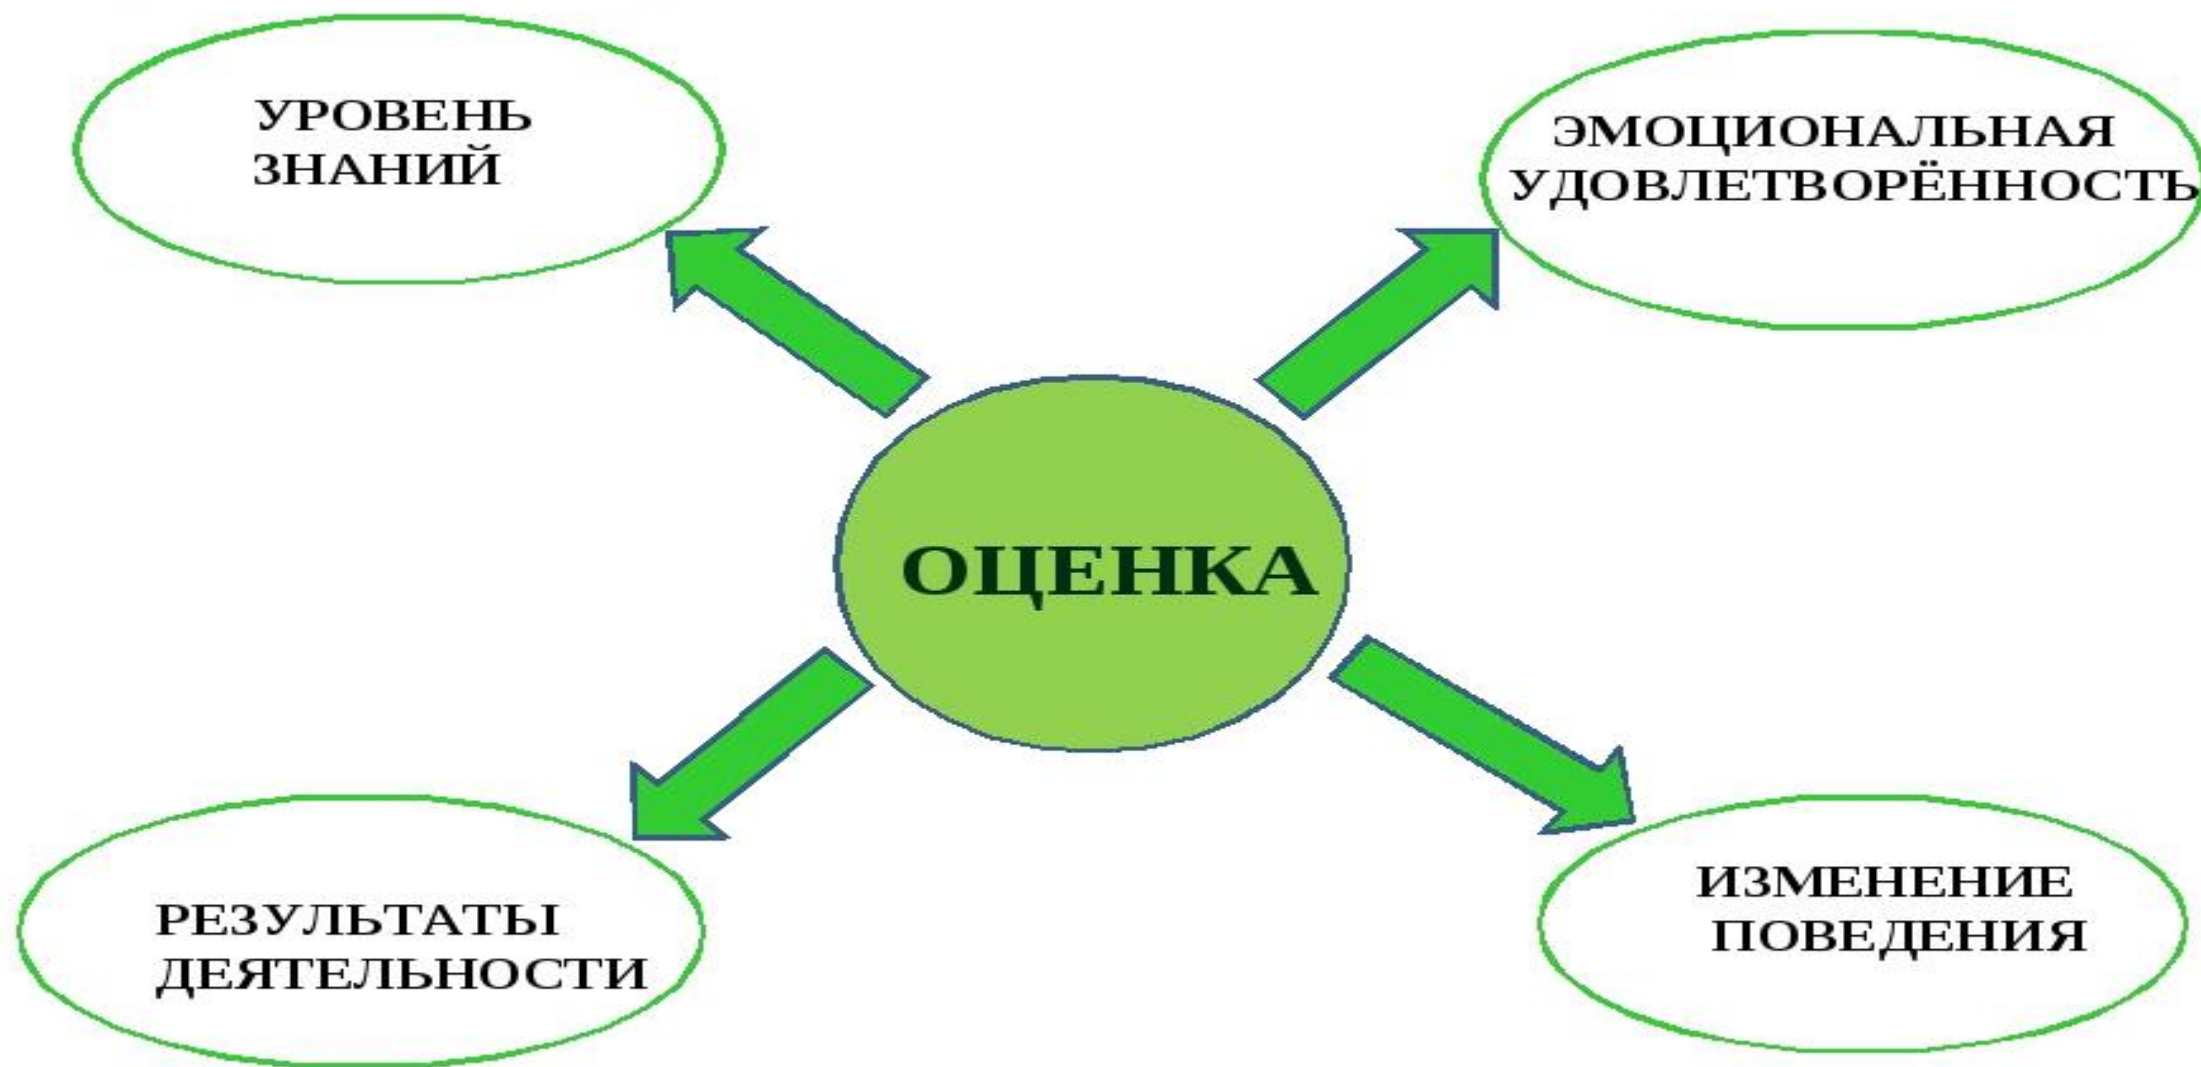 УРОВЕНЬ
ЗНАНИЙ
ЭМОЦИОНАЛЬНАЯ
УДОВЛЕТВОРЁННОСТЬ
ОЦЕНКА
РЕЗУЛЬТАТЫ
ДЕЯТЕЛЬНОСТИ
ИЗМЕНЕНИЕ
ПОВЕДЕНИЯ